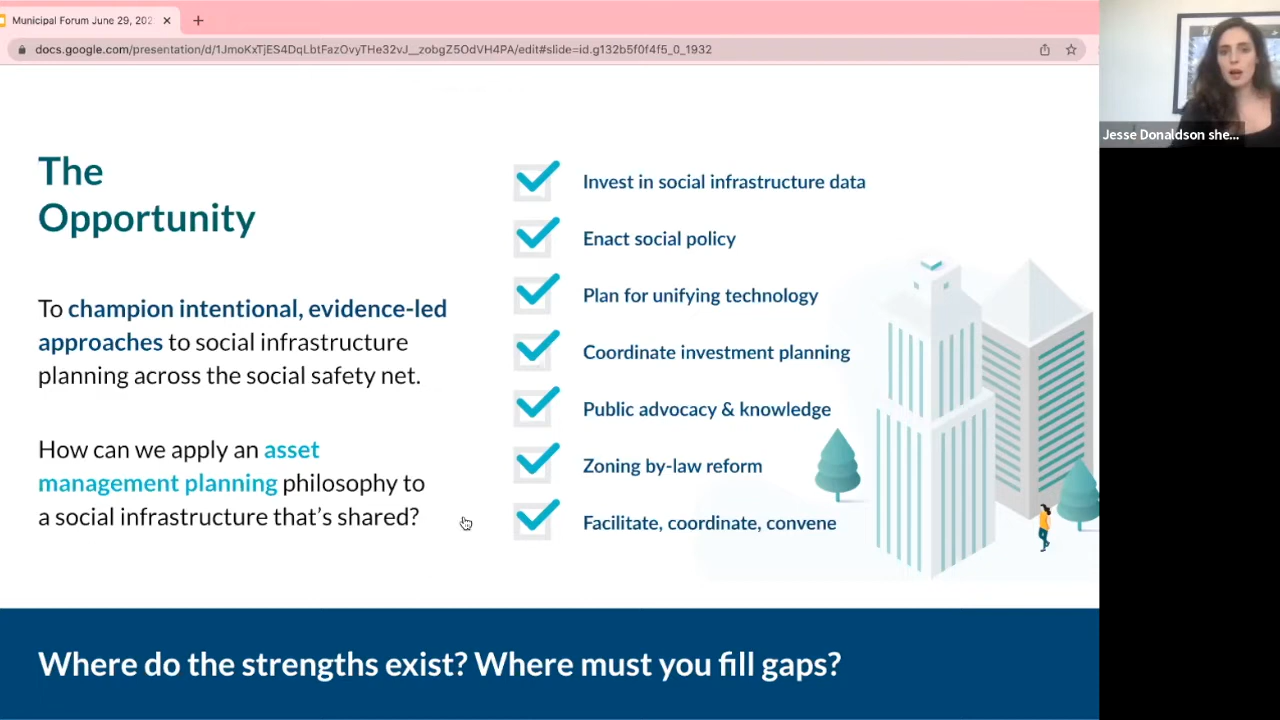 Municipal Forum June 29, 202
docs.google.com/presentation/d/1JmoKxTjES4DqLbtFazOvyTHe32vJ__zobgZ5OdVH4PA/edit#slide=id.g132b5f0f4f5_0_1932
Jesse Donaldson she...
The
Opportunity
To champion intentional, evidence-led
approaches to social infrastructure
planning across the social safety net.
How can we apply an asset
management planning philosophy to
a social infrastructure that's shared?
Invest in social infrastructure data
Enact social policy
Plan for unifying technology
Coordinate investment planning
Public advocacy & knowledge
Zoning by-law reform
Facilitate, coordinate, convene
Where do the strengths exist? Where must you fill gaps?